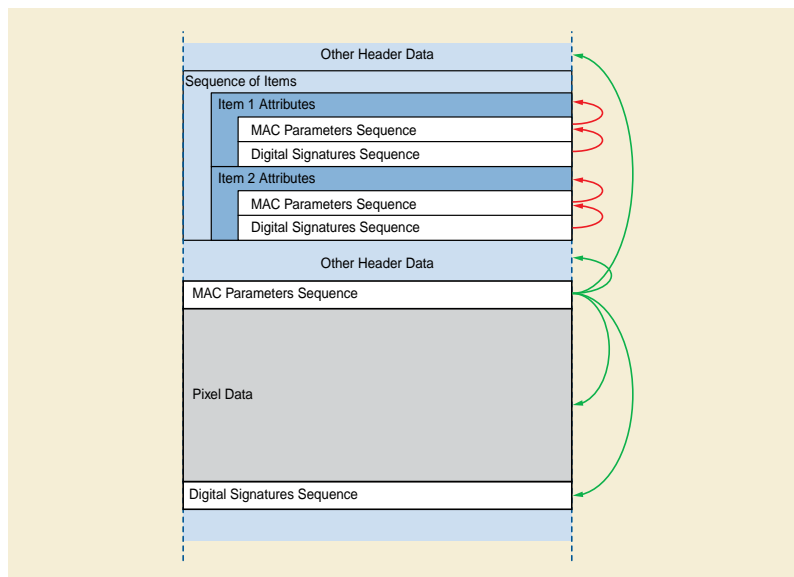 Other Header Data
Sequence of Items
Item 1 Attributes
MAC Parameters Sequence
Digital Signatures Sequence
Item 2 Attributes
MAC Parameters Sequence
Digital Signatures Sequence
Other Header Data
MAC Parameters Sequence
Pixel Data
Digital Signatures Sequence